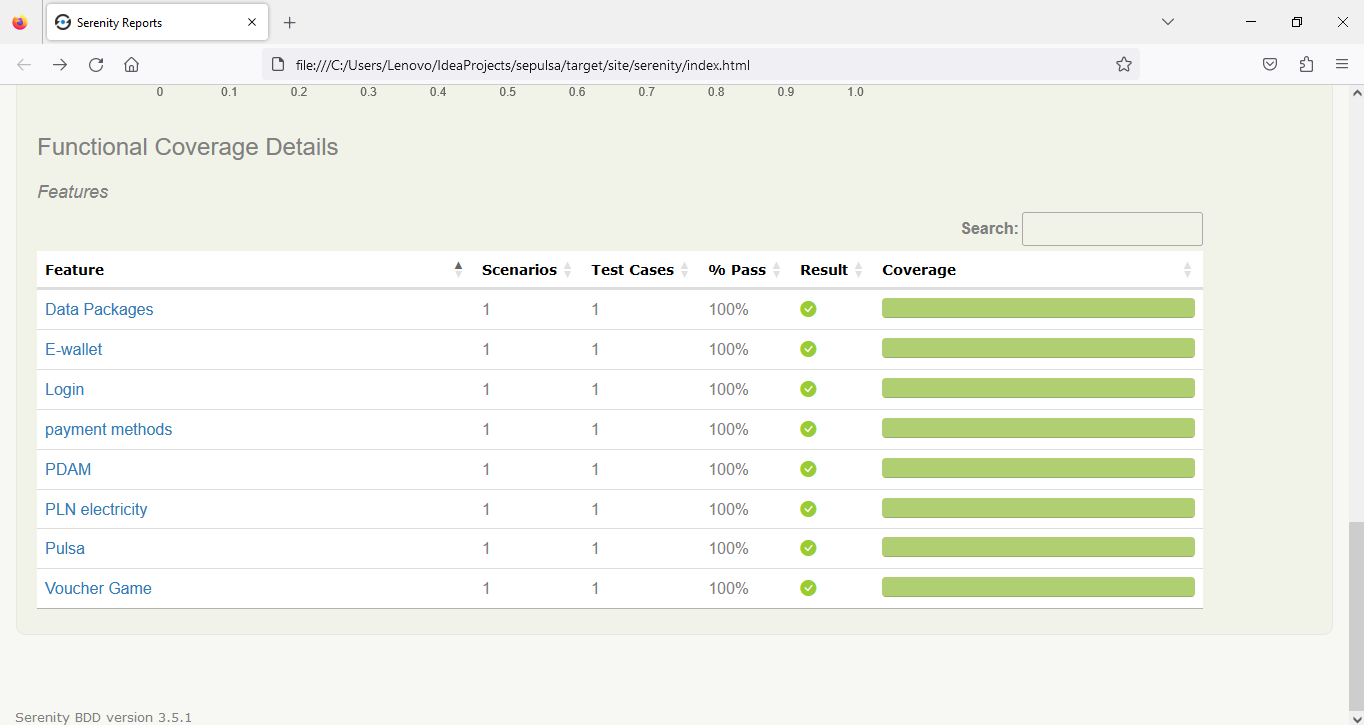 Serenity Reports
file:///C:/Users/Lenovo/IdeaProjects/sepulsa/target/site/serenity/index.html
0 0.1 0.2 0.3 0.4 0.5 0.6 0.7 0.8 0.9 1.0
Functional Coverage Details
Features
Search:
Feature Scenarios Test Cases % Pass Result Coverage
Data Packages 1 1 100%
E-wallet 1 1 100%
Login 1 1 100%
payment methods 1 1 100%
PDAM 1 1 100%
PLN electricity 1 1 100%
Pulsa 1 1 100%
Voucher Game 1 1 100%
Serenity BDD version 3.5.1